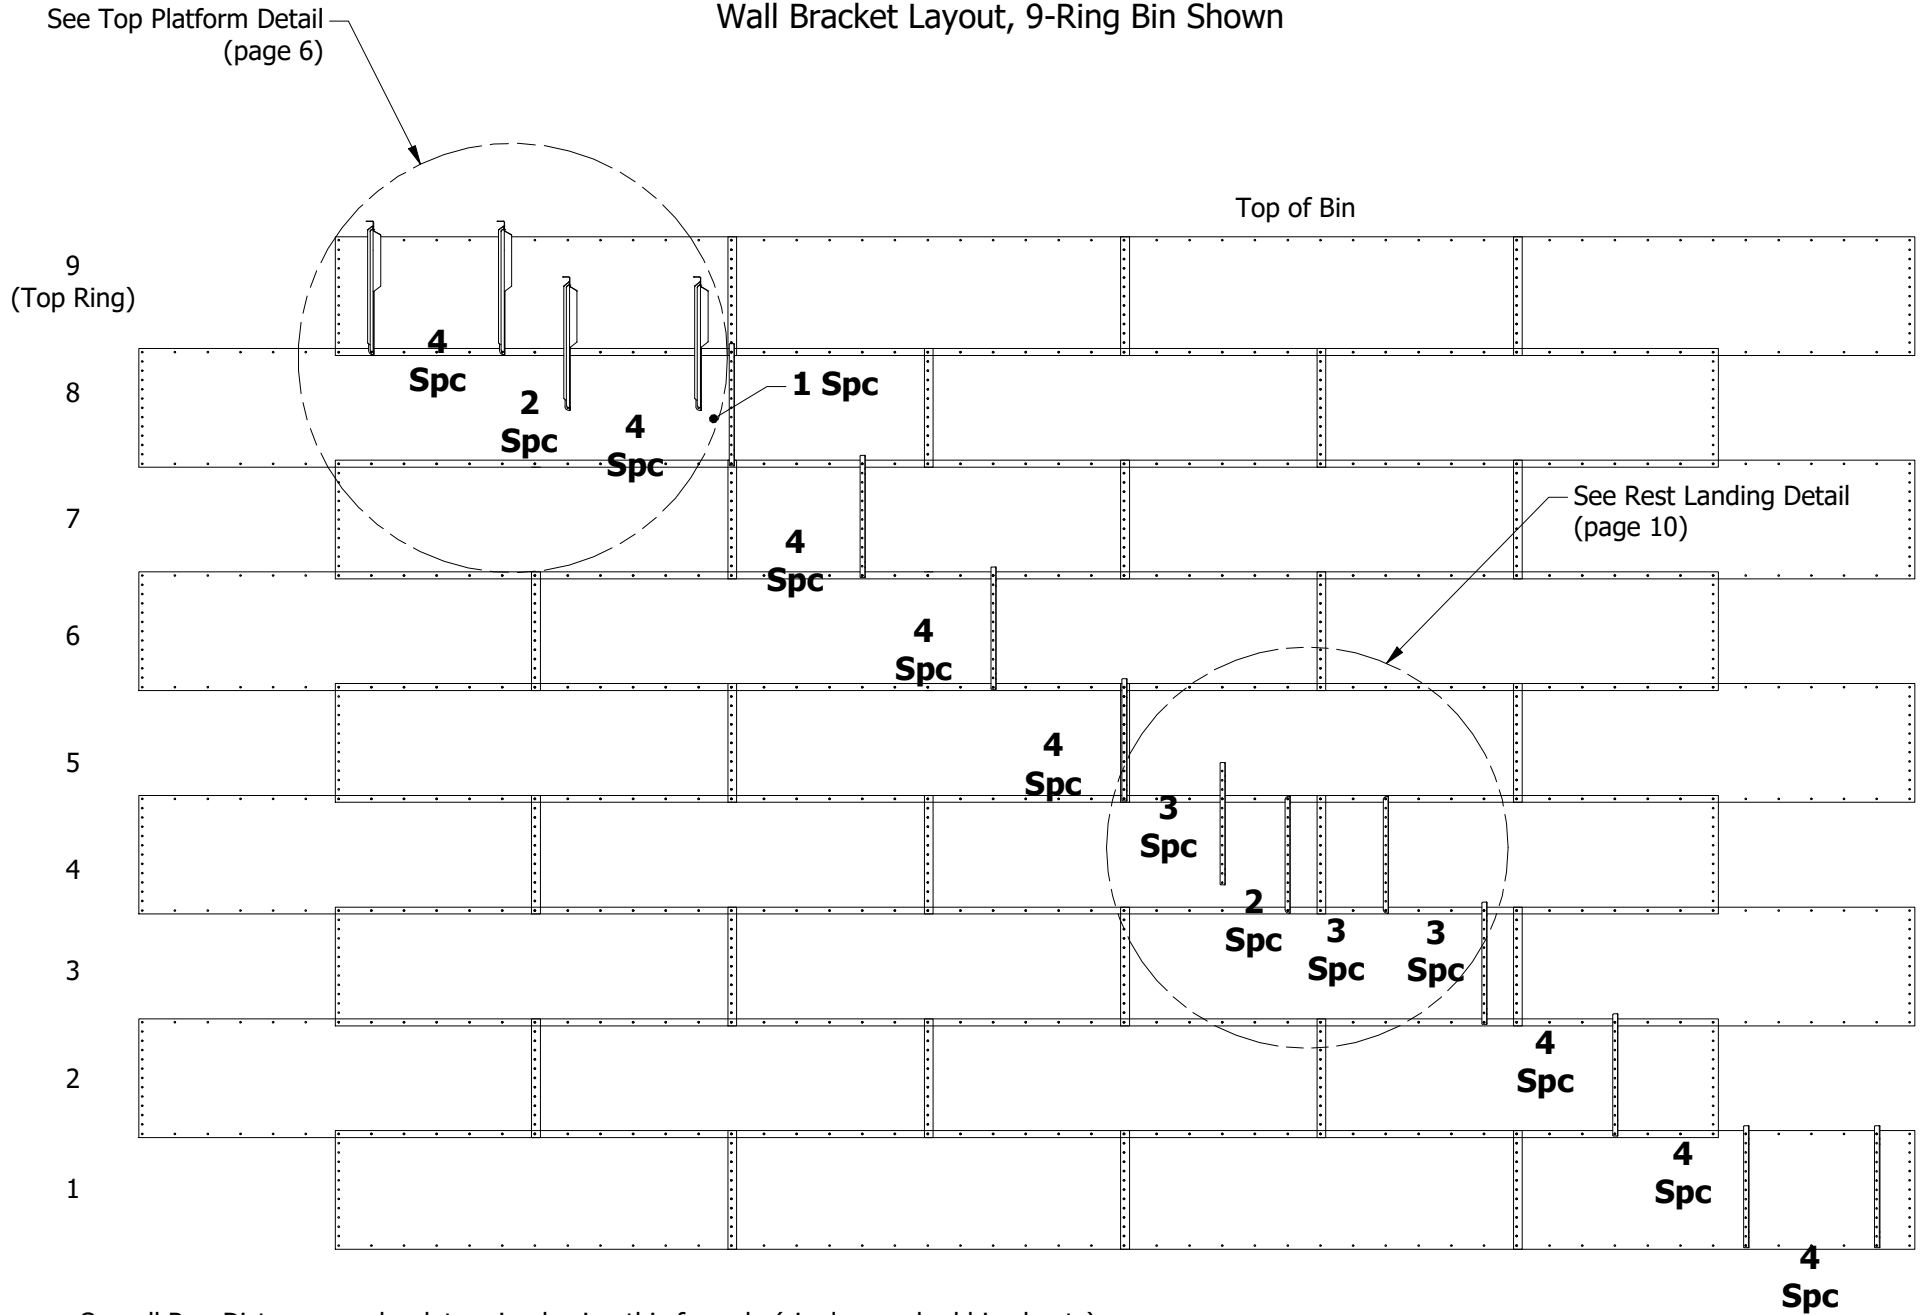 Wall Bracket Layout, 9-Ring Bin Shown
See Top Platform Detail
(page 6)
Top of Bin
9
(Top Ring)
4
Spc
8
1 Spc
2
Spc
4
Spc
See Rest Landing Detail
(page 10)
7
4
Spc
6
4
Spc
5
4
Spc
3
Spc
4
2
Spc
3
Spc
3
Spc
3
4
Spc
2
4
Spc
1
4
Spc